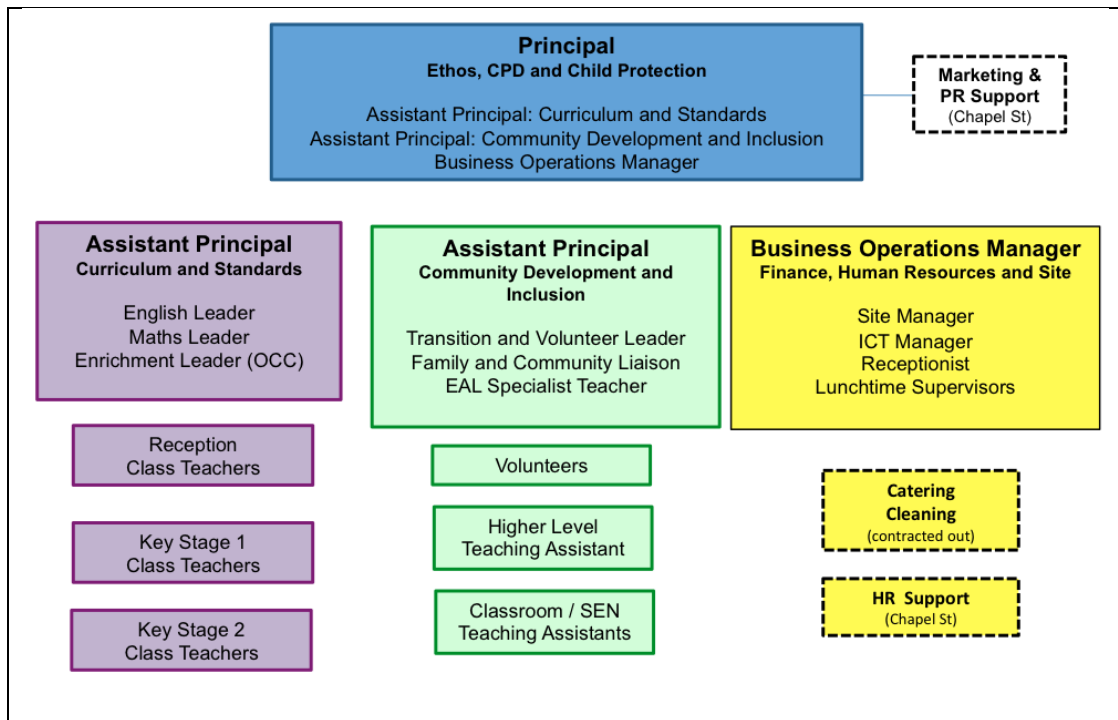 Principal
Ethos, CPD and Child Protection
Assistant Principal: Curriculum and Standards
Assistant Principal: Community Development and Inclusion
Business Operations Manager
Marketing &
PR Support
(Chapel St)
Assistant Principal
Curriculum and Standards
English Leader
Maths Leader
Enrichment Leader (OCC)
Reception
Class Teachers
Key Stage 1
Class Teachers
Key Stage 2
Class Teachers
Assistant Principal
Community Development and
Inclusion
Transition and Volunteer Leader
Family and Community Liaison
EAL Specialist Teacher
Volunteers
Higher Level
Teaching Assistant
Classroom / SEN
Teaching Assistants
Business Operations Manager
Finance, Human Resources and Site
Site Manager
ICT Manager
Receptionist
Lunchtime Supervisors
Catering
Cleaning
(contracted out)
HR Support
(Chapel St)